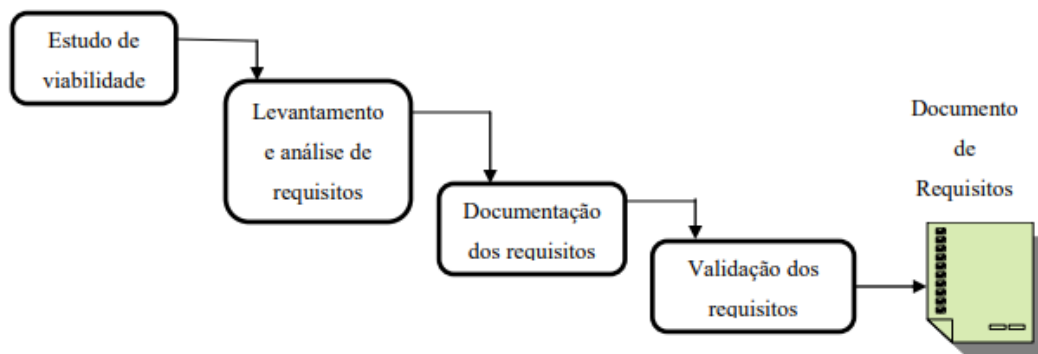 Estudo de
viabilidade
Levantamento
e análise de
requisitos
Documentação
dos requisitos
Validação dos
requisitos
Documento
de
Requisitos